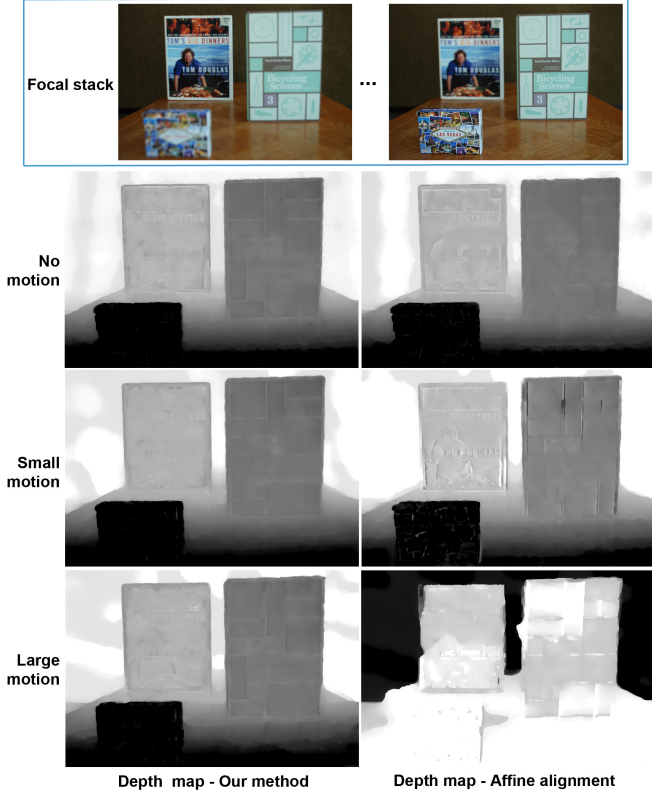 Focal stack
TOM'S BIG DINNERS
TOM DOUGLAS
Bicycling
Science
3
...
TOM'S BIG DINNERS
TOM DOUGLAS
LAS VEGAS
Bicycling
Science
3
No
motion
Small
motion
Large
motion
Depth map - Our method
Depth map - Affine alignment